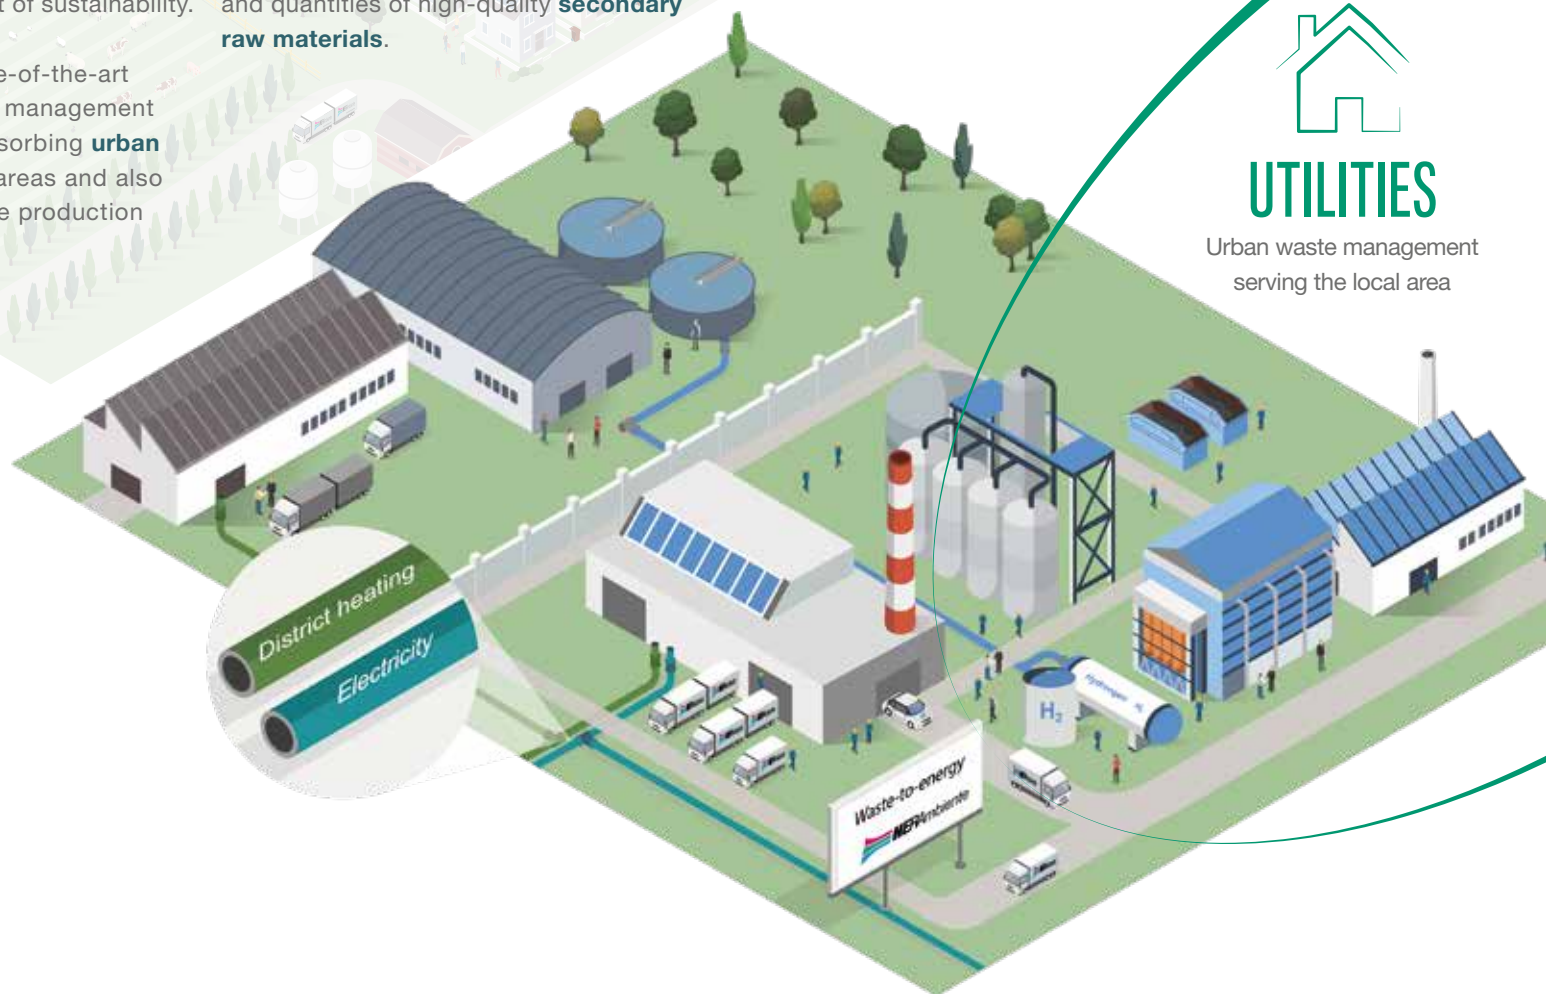 t of sustainability.
e-of-the-art
management
sorbing urban
areas and also
e production
and quantities of high-quality secondary
raw materials.
UTILITIES
Urban waste management
serving the local area
District heating
Electricity
H₂
Hydrogen H₂
Waste-to-energy